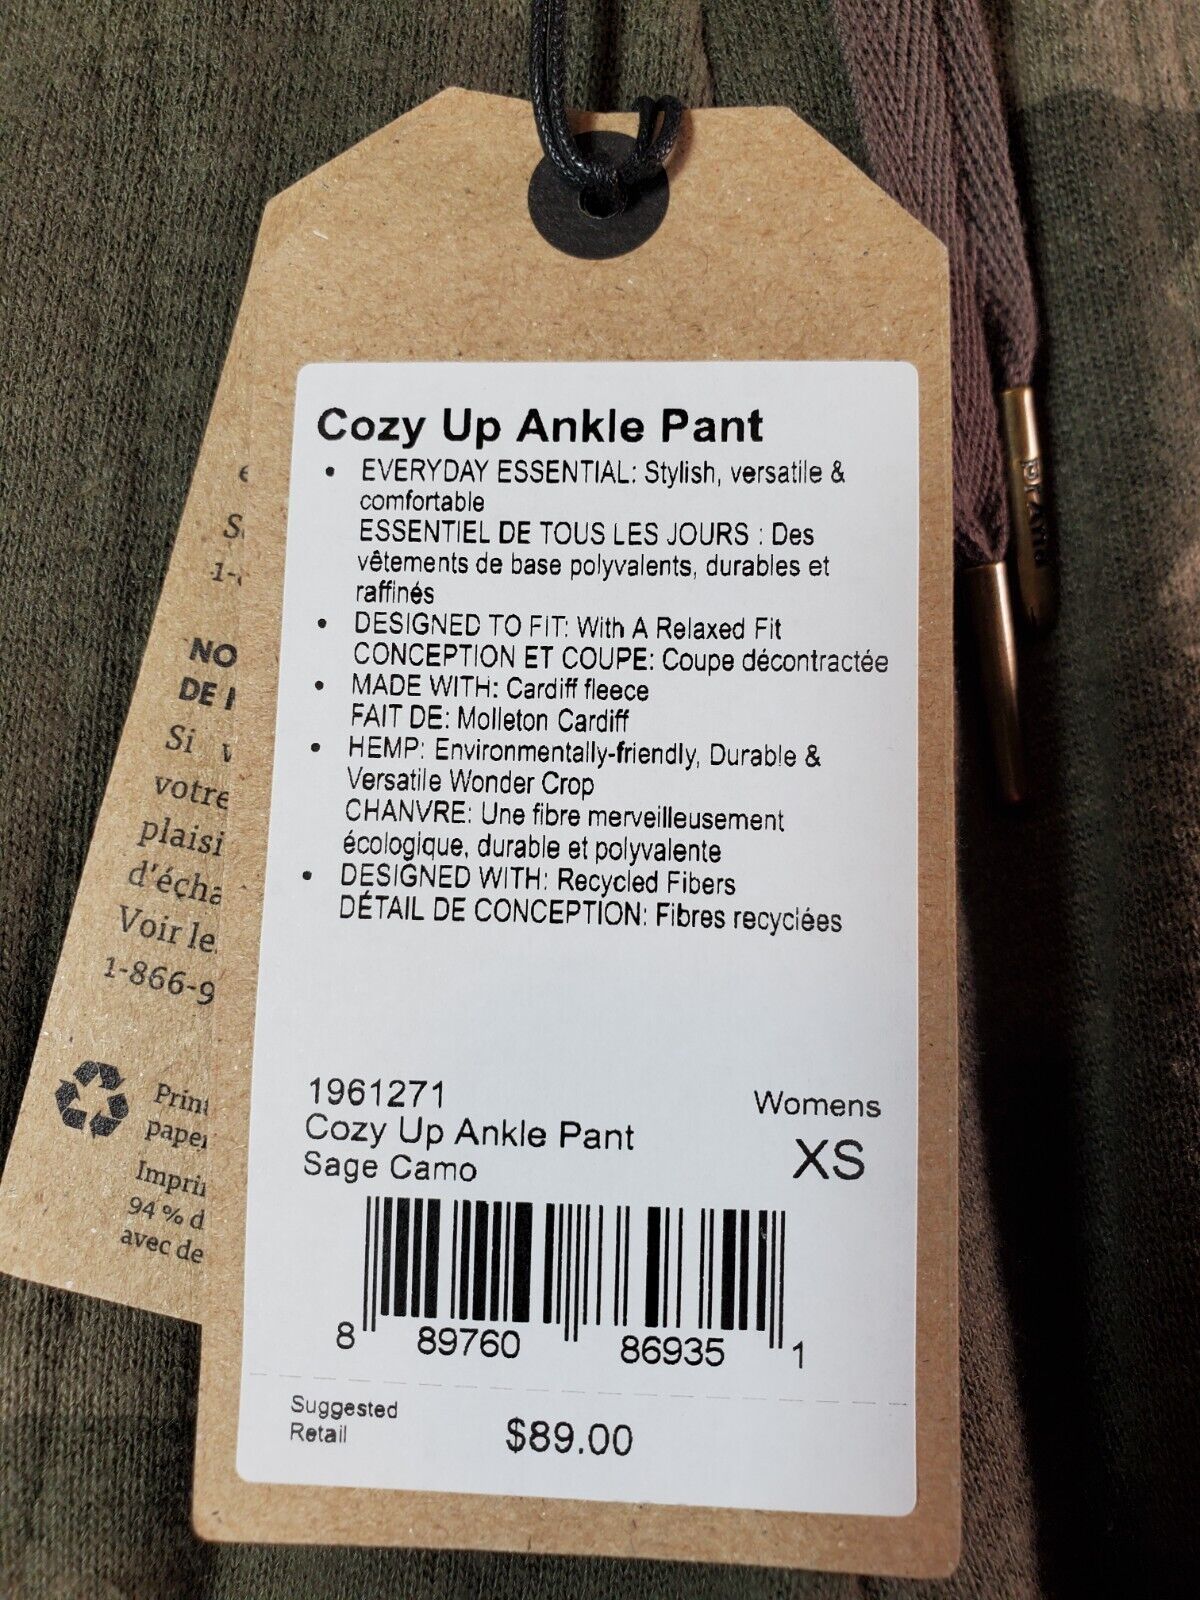 Cozy Up Ankle Pant
• EVERYDAY ESSENTIAL: Stylish, versatile &
comfortable
ESSENTIEL DE TOUS LES JOURS : Des
vêtements de base polyvalents, durables et
raffinés
• DESIGNED TO FIT: With A Relaxed Fit
CONCEPTION ET COUPE: Coupe décontractée
• MADE WITH: Cardiff fleece
FAIT DE: Molleton Cardiff
• HEMP: Environmentally-friendly, Durable &
Versatile Wonder Crop
CHANVRE: Une fibre merveilleusement
écologique, durable et polyvalente
• DESIGNED WITH: Recycled Fibers
DÉTAIL DE CONCEPTION: Fibres recyclées
1961271
Cozy Up Ankle Pant
Sage Camo
Womens
XS
8 89760 86935 1
Suggested
Retail
$89.00
NO
DE
Si
votre
plaisi
d'écha
Voir le
1-866-9
Print
paper
Imprim
94 % d
avec de
prAna